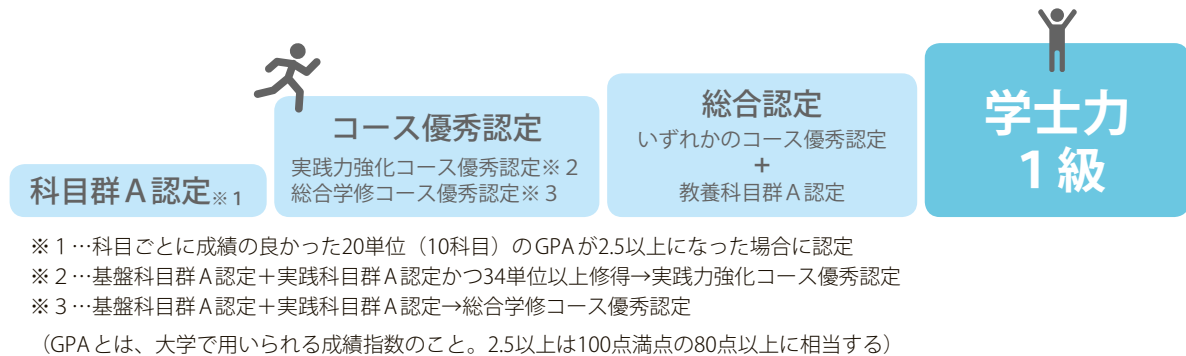 科目群A認定※1
コース優秀認定
実践力強化コース優秀認定※2
総合学修コース優秀認定※3
総合認定
いずれかのコース優秀認定
+
教養科目群A認定
学士力
1級
※1…科目ごとに成績の良かった20単位（10科目）のGPAが2.5以上になった場合に認定
※2…基盤科目群A認定＋実践科目群A認定かつ34単位以上修得→実践力強化コース優秀認定
※3…基盤科目群A認定＋実践科目群A認定→総合学修コース優秀認定
（GPAとは、大学で用いられる成績指数のこと。2.5以上は100点満点の80点以上に相当する）